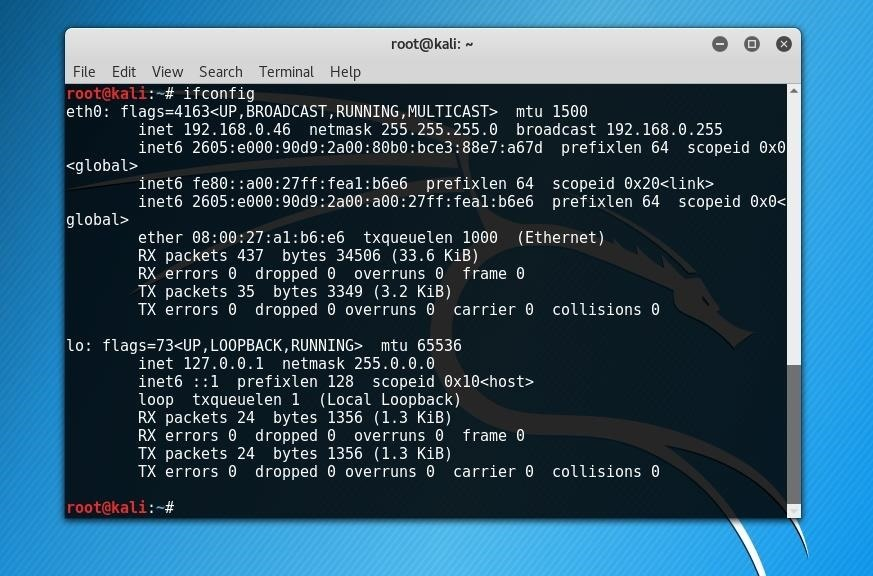 root@kali: ~
File Edit View Search Terminal Help
root@kali:~# ifconfig
eth0: flags=4163<UP,BROADCAST,RUNNING,MULTICAST>  mtu 1500
        inet 192.168.0.46  netmask 255.255.255.0  broadcast 192.168.0.255
        inet6 2605:e000:90d9:2a00:80b0:bce3:88e7:a67d  prefixlen 64  scopeid 0x0
<global>
        inet6 fe80::a00:27ff:fea1:b6e6  prefixlen 64  scopeid 0x20<link>
        inet6 2605:e000:90d9:2a00:a00:27ff:fea1:b6e6  prefixlen 64  scopeid 0x0<
global>
        ether 08:00:27:a1:b6:e6  txqueuelen 1000  (Ethernet)
        RX packets 437  bytes 34506 (33.6 KiB)
        RX errors 0  dropped 0  overruns 0  frame 0
        TX packets 35  bytes 3349 (3.2 KiB)
        TX errors 0  dropped 0 overruns 0  carrier 0  collisions 0

lo: flags=73<UP,LOOPBACK,RUNNING>  mtu 65536
        inet 127.0.0.1  netmask 255.0.0.0
        inet6 ::1  prefixlen 128  scopeid 0x10<host>
        loop  txqueuelen 1  (Local Loopback)
        RX packets 24  bytes 1356 (1.3 KiB)
        RX errors 0  dropped 0  overruns 0  frame 0
        TX packets 24  bytes 1356 (1.3 KiB)
        TX errors 0  dropped 0 overruns 0  carrier 0  collisions 0

root@kali:~#